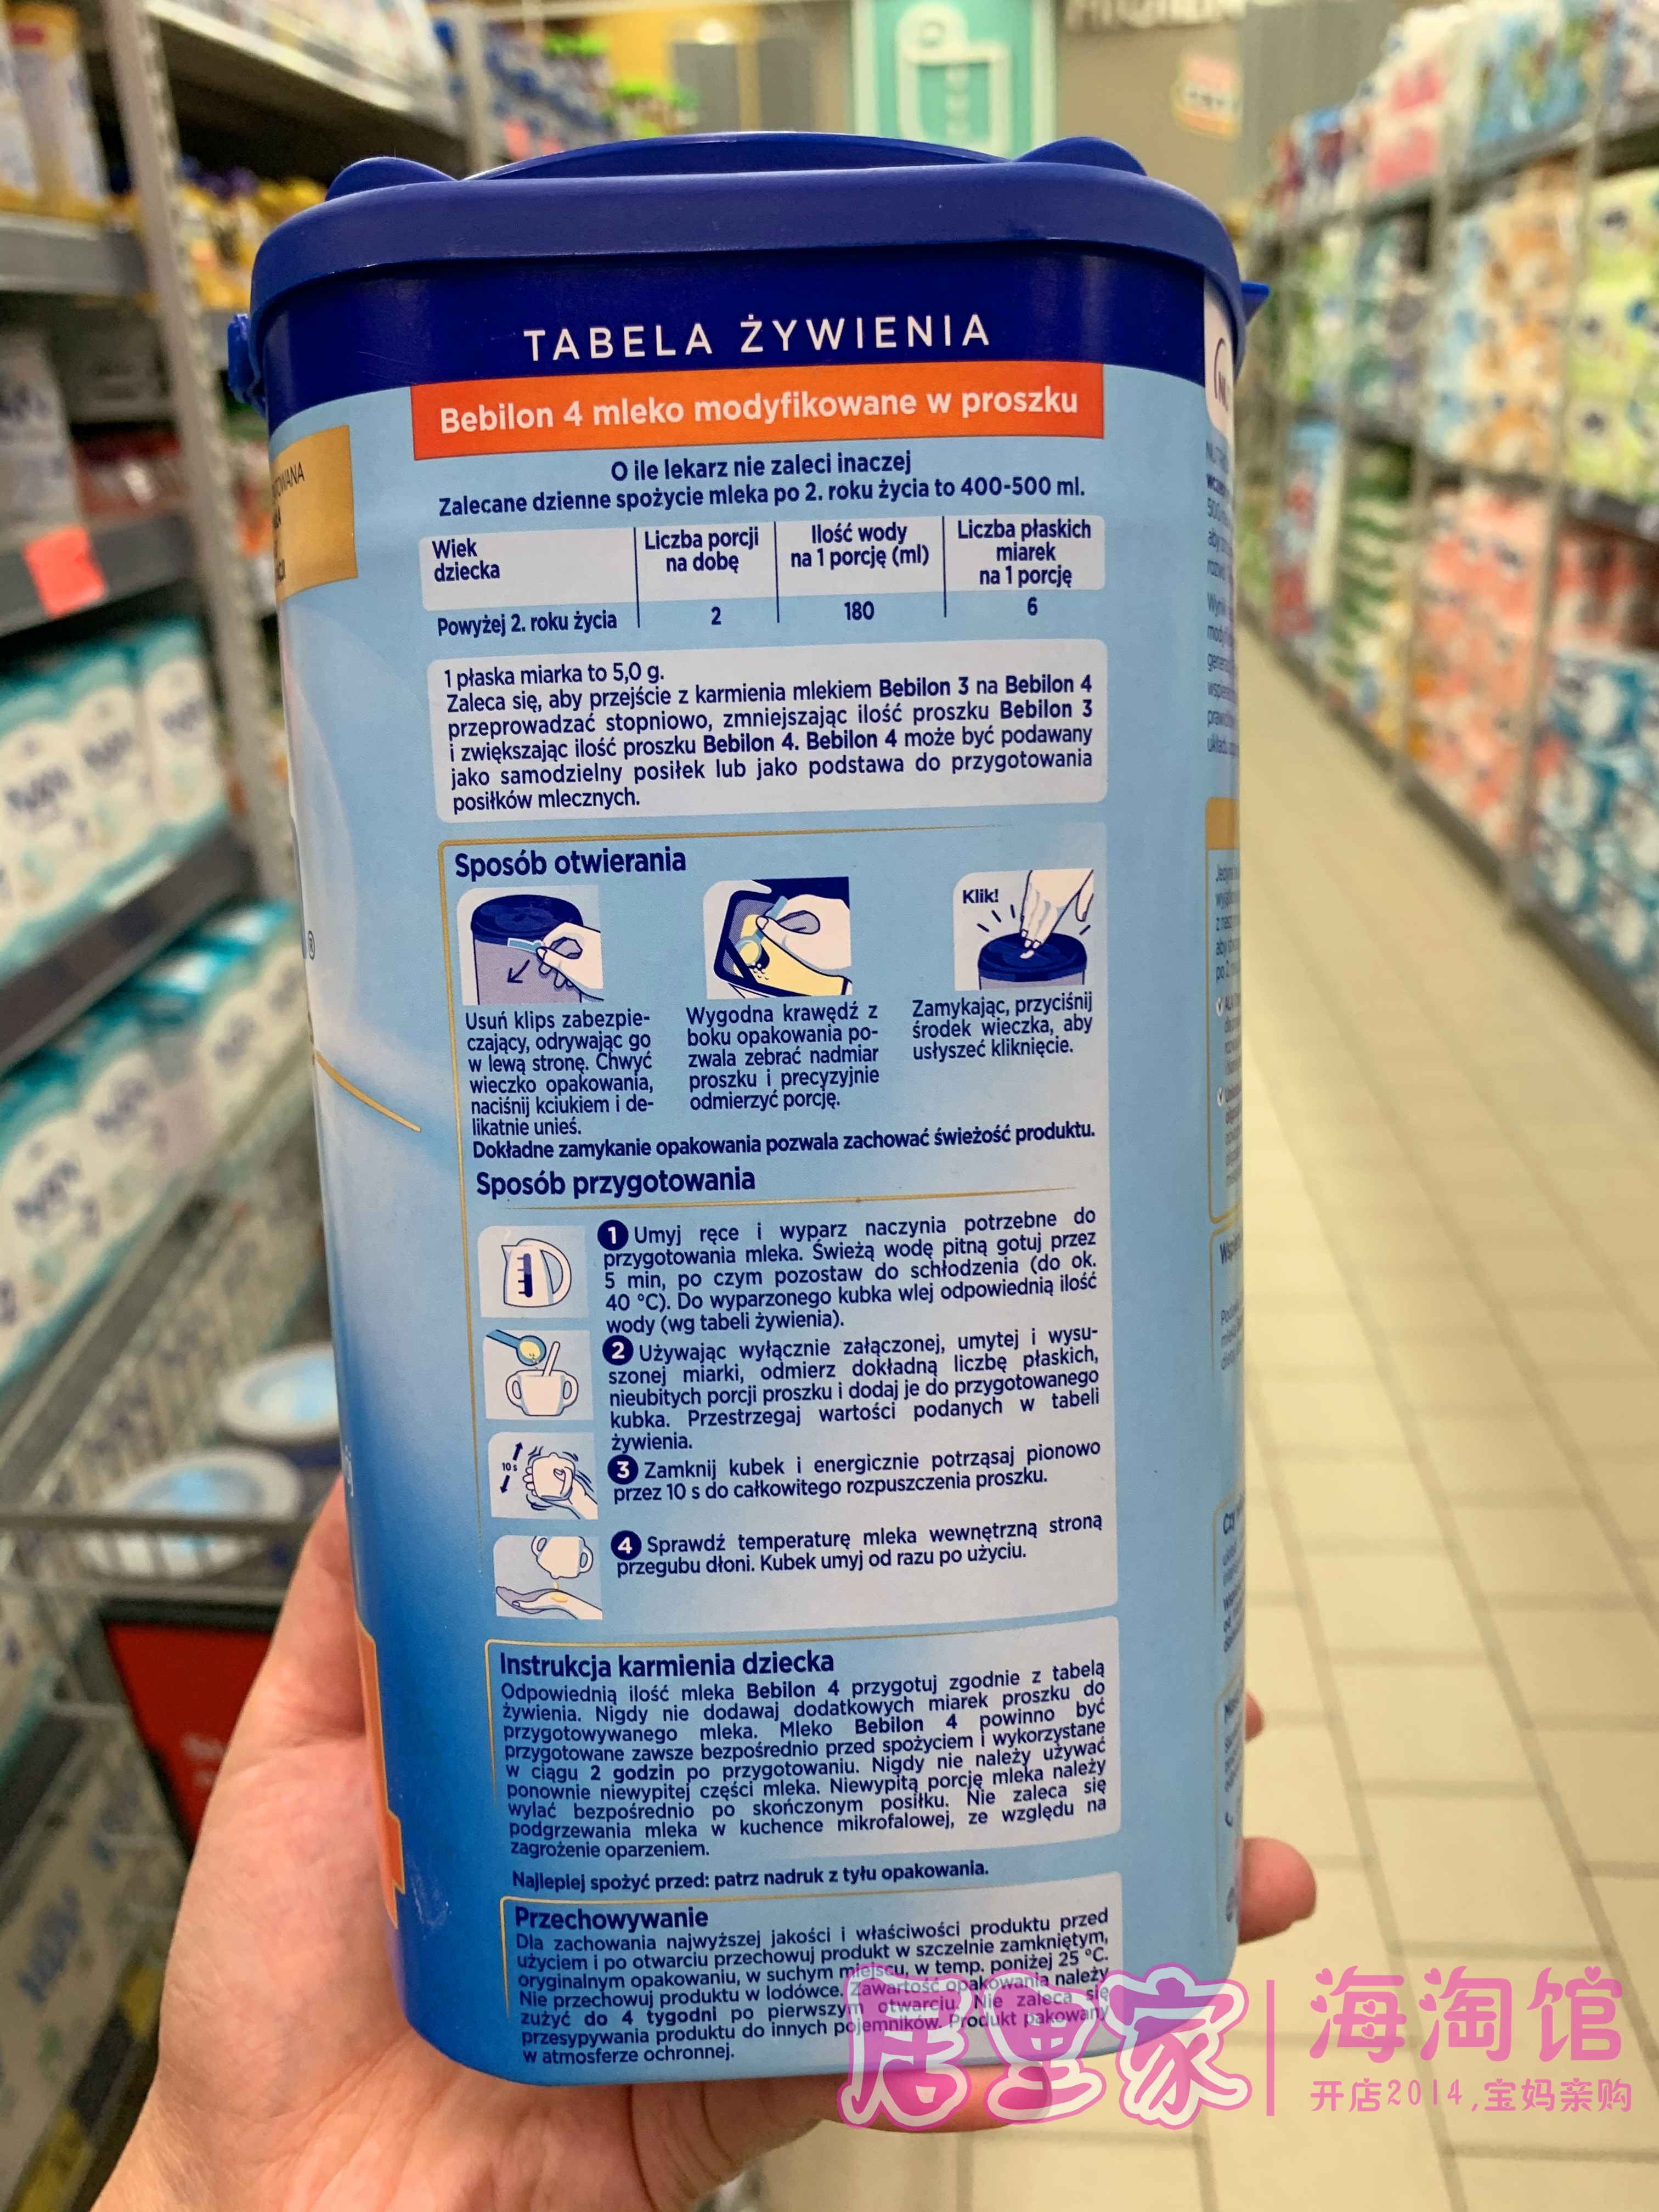 TABELA ŻYWIENIA
Bebilon 4 mleko modyfikowane w proszku
O ile lekarz nie zaleci inaczej
Zalecane dzienne spożycie mleka po 2. roku życia to 400-500 ml.
Wiek dziecka
Liczba porcji na dobę
Ilość wody na 1 porcję (ml)
Liczba płaskich miarek na 1 porcję
Powyżej 2. roku życia 2 180 6
1 płaska miarka to 5,0 g.
Zaleca się, aby przejście z karmienia mlekiem Bebilon 3 na Bebilon 4
przeprowadzać stopniowo, zmniejszając ilość proszku Bebilon 3
i zwiększając ilość proszku Bebilon 4. Bebilon 4 może być podawany
jako samodzielny posiłek lub jako podstawa do przygotowania
posiłków mlecznych.
Sposób otwierania
Klik!
Usuń klips zabezpie-
czający, odrywając go
w lewą stronę. Chwyć
wieczko opakowania,
naciśnij kciukiem i de-
likatnie unieś.
Wygodna krawędź z
boku opakowania po-
zwala zebrać nadmiar
proszku i precyzyjnie
odmierzyć porcję.
Zamykając, przyciśnij
środek wieczka, aby
usłyszeć kliknięcie.
Dokładne zamykanie opakowania pozwala zachować świeżość produktu.
Sposób przygotowania
1 Umyj ręce i wyparz naczynia potrzebne do
przygotowania mleka. Świeżą wodę pitną gotuj przez
5 min, po czym pozostaw do schłodzenia (do ok.
40 °C). Do wyparzonego kubka wlej odpowiednią ilość
wody (wg tabeli żywienia).
2 Używając wyłącznie załączonej, umytej i wysu-
szonej miarki, odmierz dokładną liczbę płaskich,
nieubitych porcji proszku i dodaj je do przygotowanego
kubka. Przestrzegaj wartości podanych w tabeli
żywienia.
10 s
3 Zamknij kubek i energicznie potrząsaj pionowo
przez 10 s do całkowitego rozpuszczenia proszku.
4 Sprawdź temperaturę mleka wewnętrzną stroną
przegubu dłoni. Kubek umyj od razu po użyciu.
Instrukcja karmienia dziecka
Odpowiednią ilość mleka Bebilon 4 przygotuj zgodnie z tabelą
żywienia. Nigdy nie dodawaj dodatkowych miarek proszku do
przygotowywanego mleka. Mleko Bebilon 4 powinno być
przygotowane zawsze bezpośrednio przed spożyciem i wykorzystane
w ciągu 2 godzin po przygotowaniu. Nigdy nie należy używać
ponownie niewypitej części mleka. Niewypitą porcję mleka należy
wylać bezpośrednio po skończonym posiłku. Nie zaleca się
podgrzewania mleka w kuchence mikrofalowej, ze względu na
zagrożenie oparzeniem.
Najlepiej spożyć przed: patrz nadruk z tyłu opakowania.
Przechowywanie
Dla zachowania najwyższej jakości i właściwości produktu przed
użyciem i po otwarciu przechowuj produkt w szczelnie zamkniętym,
oryginalnym opakowaniu, w suchym miejscu, w temp. poniżej 25 °C.
Nie przechowuj produktu w lodówce. Zawartość opakowania należy
zużyć do 4 tygodni po pierwszym otwarciu. Nie zaleca się
przesypywania produktu do innych pojemników. Produkt pakowany
w atmosferze ochronnej.
居里家
海淘馆
开店2014,宝妈亲购